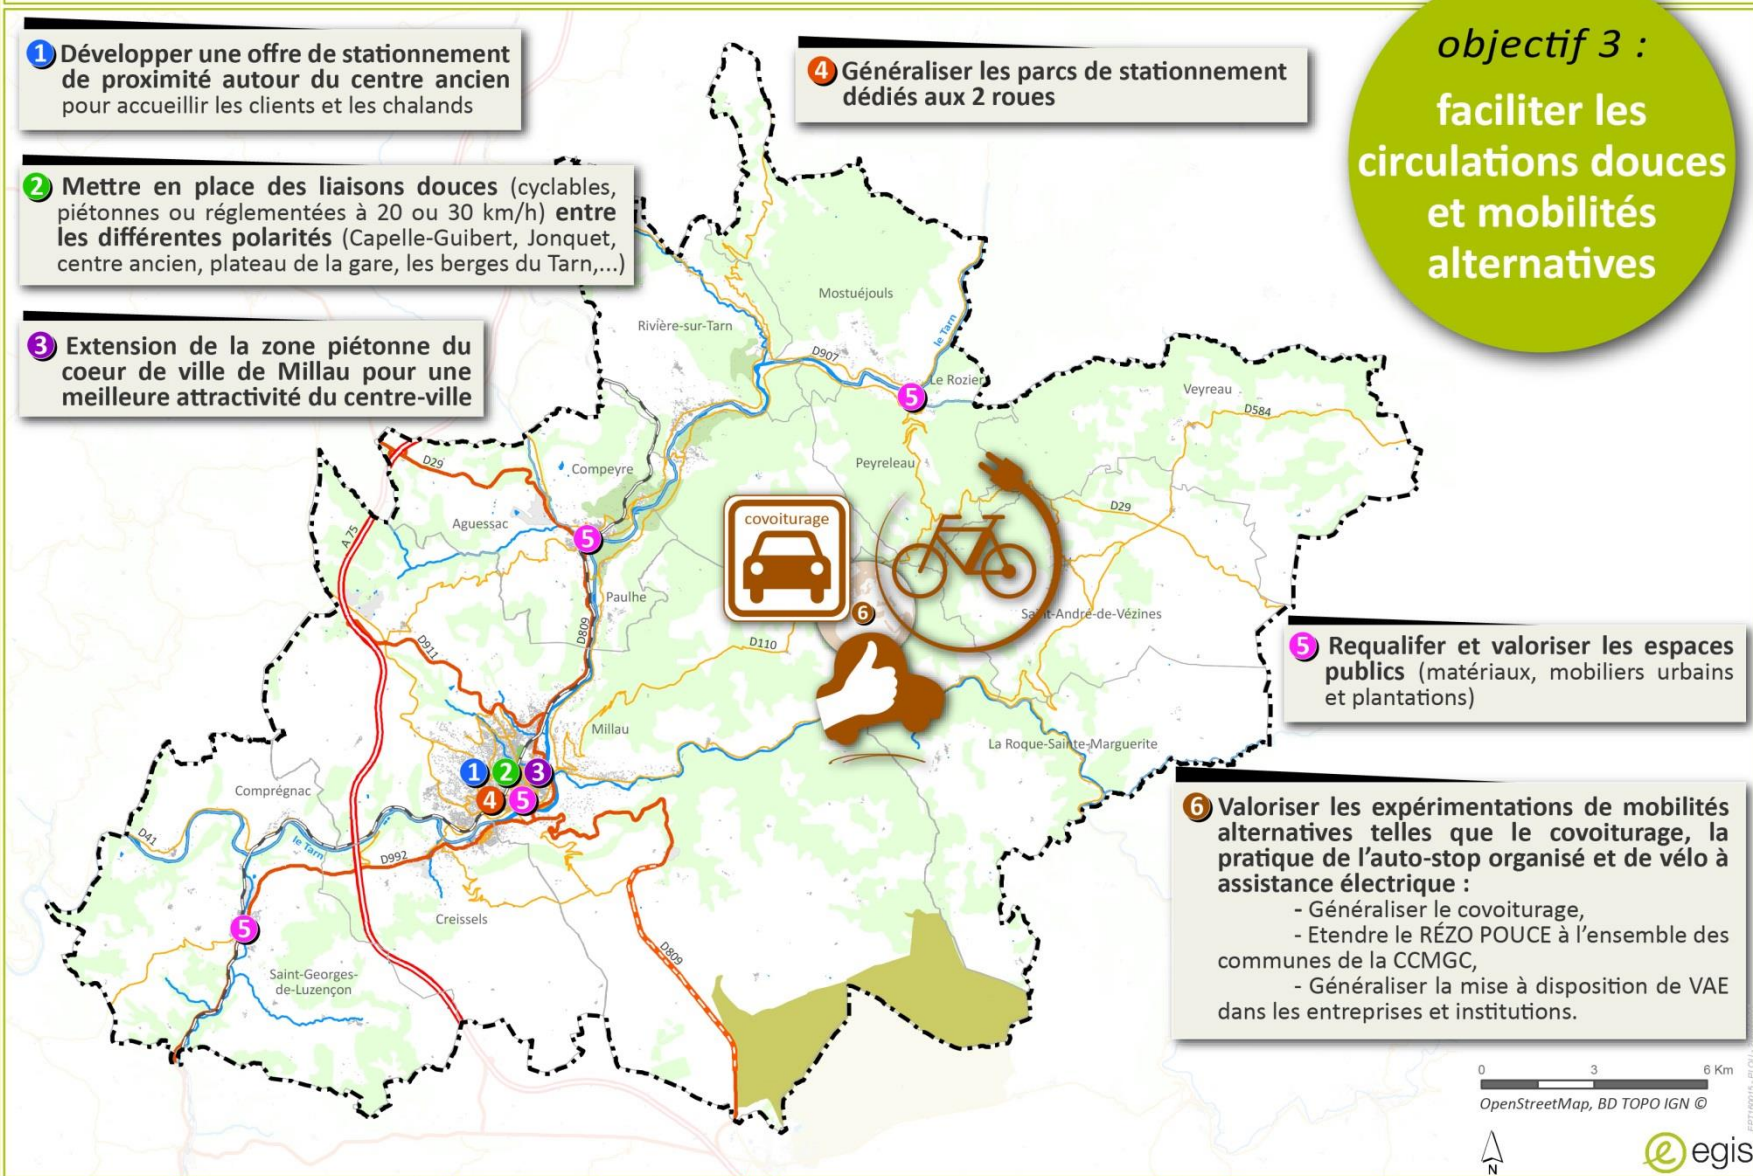 objectif 3 :
faciliter les
circulations douces
et mobilités
alternatives
1 Développer une offre de stationnement
de proximité autour du centre ancien
pour accueillir les clients et les chalands
2 Mettre en place des liaisons douces (cyclables,
piétonnes ou réglementées à 20 ou 30 km/h) entre
les différentes polarités (Capelle-Guibert, Jonquet,
centre ancien, plateau de la gare, les berges du Tarn,...)
3 Extension de la zone piétonne du
coeur de ville de Millau pour une
meilleure attractivité du centre-ville
4 Généraliser les parcs de stationnement
dédiés aux 2 roues
Mostuéjouls
Rivière-sur-Tarn
le Tarn
D907
Le Rozier
5
Veyreau
D584
D29
Compeyre
Peyreleau
D29
Aguessac
A 75
5
covoiturage
Paulhe
D809
6
Saint-André-de-Vézines
D110
D911
Millau
La Roque-Sainte-Marguerite
1 2 3
4 5
Comprégnac
D41
le Tarn
D992
Creissels
5
D809
Saint-Georges-
de-Luzençon
5 Requalifer et valoriser les espaces
publics (matériaux, mobiliers urbains
et plantations)
6 Valoriser les expérimentations de mobilités
alternatives telles que le covoiturage, la
pratique de l'auto-stop organisé et de vélo à
assistance électrique :
- Généraliser le covoiturage,
- Etendre le RÉZO POUCE à l'ensemble des
communes de la CCMGC,
- Généraliser la mise à disposition de VAE
dans les entreprises et institutions.
0 3 6 Km
OpenStreetMap, BD TOPO IGN ©
N
egis